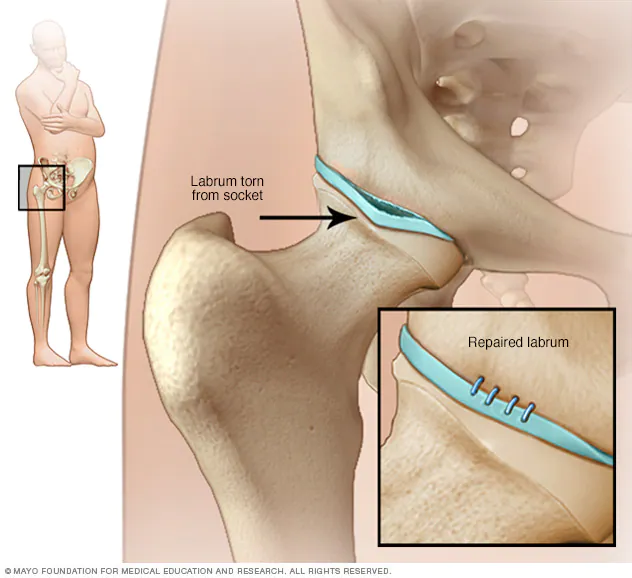 Labrum torn
from socket
Repaired labrum
© MAYO FOUNDATION FOR MEDICAL EDUCATION AND RESEARCH. ALL RIGHTS RESERVED.